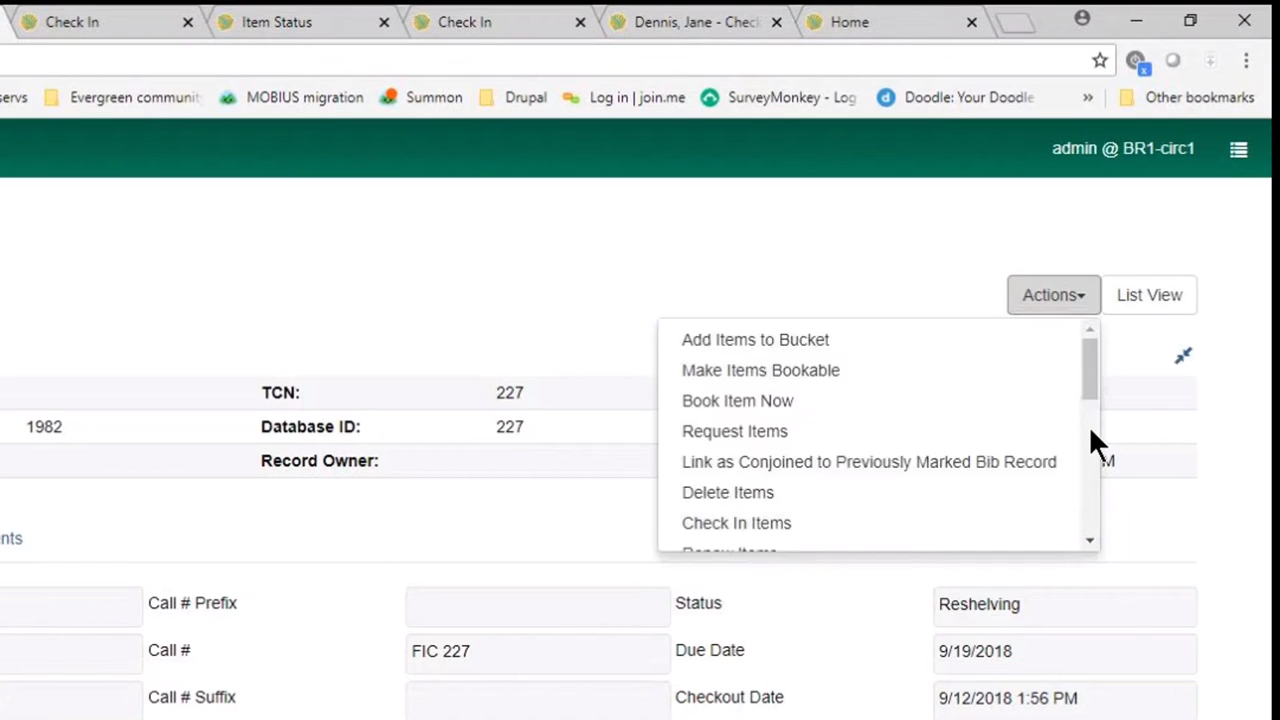 Check In
Item Status
Check In
Dennis, Jane - Check
Home
servs
Evergreen communit
MOBIUS migration
Summon
Drupal
Log in | join.me
SurveyMonkey - Log
Doodle: Your Doodle
»
Other bookmarks
admin @ BR1-circ1
Actions
List View
Add Items to Bucket
Make Items Bookable
Book Item Now
Request Items
Link as Conjoined to Previously Marked Bib Record
Delete Items
Check In Items
Renew Items
TCN: 227
1982 Database ID: 227
Record Owner: M
nts
Call # Prefix Status Reshelving
Call # FIC 227 Due Date 9/19/2018
Call # Suffix Checkout Date 9/12/2018 1:56 PM